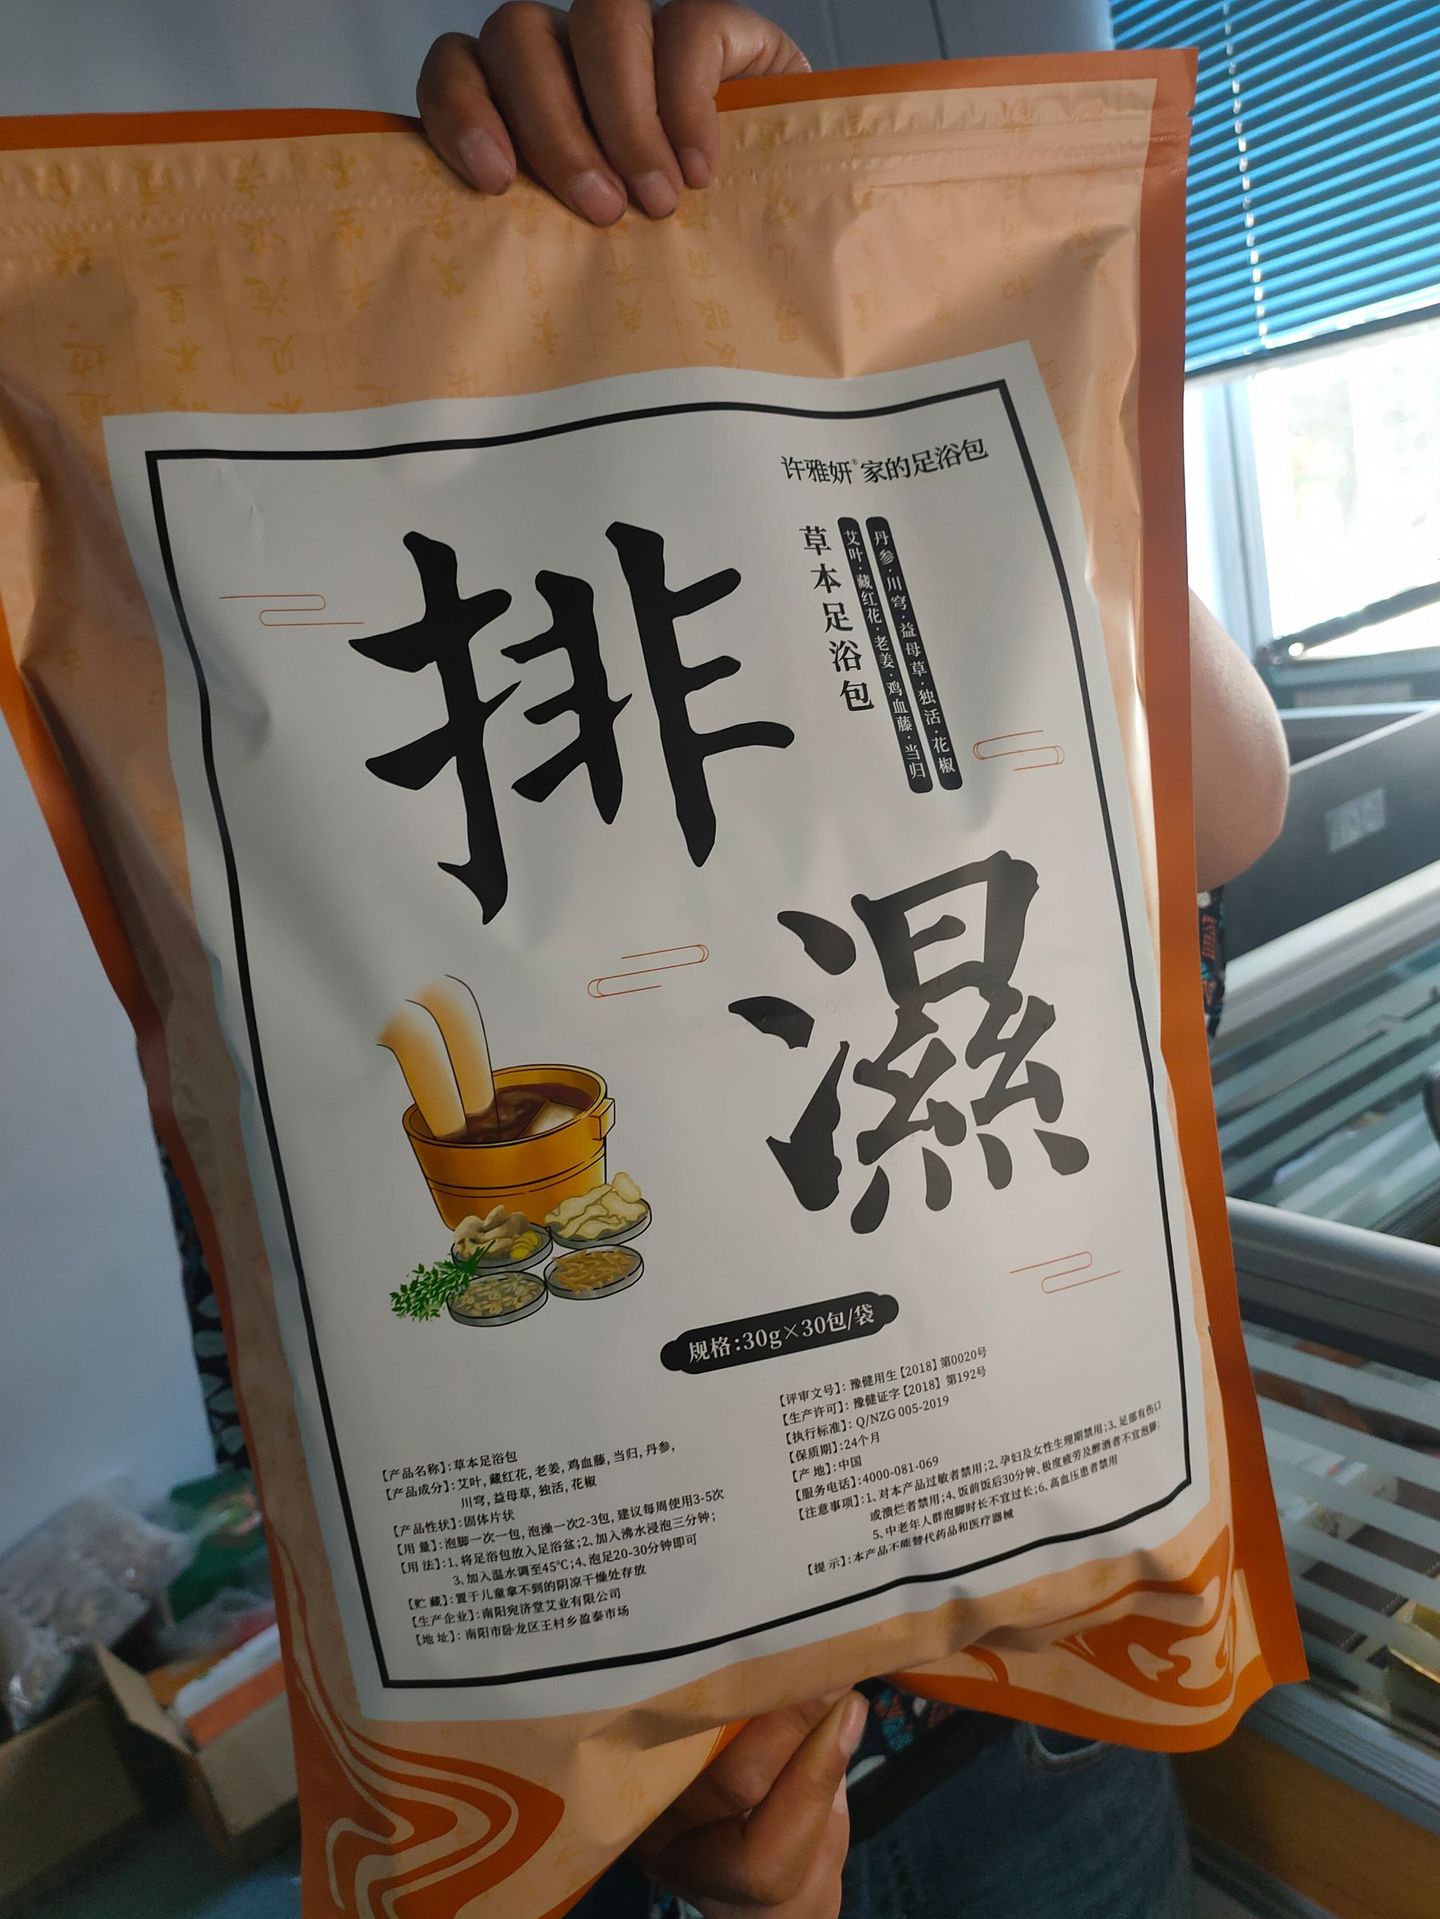 许雅妍®家的足浴包
排濕
草本足浴包
艾叶·藏红花·老姜·鸡血藤·当归
丹参·川穹·益母草·独活·花椒
规格:30g×30包/袋
【产品名称】:草本足浴包
【产品成分】:艾叶,藏红花,老姜,鸡血藤,当归,丹参,
川穹,益母草,独活,花椒
【产品性状】:固体片状
【用 量】:泡脚一次一包,泡澡一次2-3包,建议每周使用3-5次
【用 法】:1、将足浴包放入足浴盆;2、加入沸水浸泡三分钟;
3、加入温水调至45℃;4、泡足20-30分钟即可
【贮 藏】:置于儿童拿不到的阴凉干燥处存放
【生产企业】:南阳宛济堂艾业有限公司
【地 址】:南阳市卧龙区王村乡盈泰市场
【评审文号】:豫健用生【2018】第0020号
【生产许可】:豫健证字【2018】第192号
【执行标准】:Q/NZG 005-2019
【保质期】:24个月
【产 地】:中国
【服务电话】:4000-081-069
【注意事项】:1、对本产品过敏者禁用;2、孕妇及女性生理期禁用;3、足部有伤口
或溃烂者禁用;4、饭前饭后30分钟、极度疲劳及醉酒者不宜泡脚;
5、中老年人群泡脚时长不宜过长;6、高血压患者禁用
【提 示】:本产品不能替代药品和医疗器械